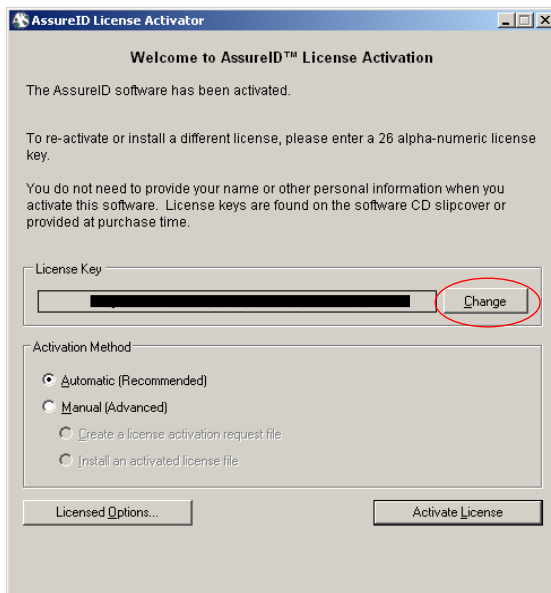 AssureID License Activator
Welcome to AssureID™ License Activation
The AssureID software has been activated.
To re-activate or install a different license, please enter a 26 alpha-numeric license
key.
You do not need to provide your name or other personal information when you
activate this software.  License keys are found on the software CD slipcover or
provided at purchase time.
License Key
Change
Activation Method
Automatic (Recommended)
Manual (Advanced)
Create a license activation request file
Install an activated license file
Licensed Options...
Activate License